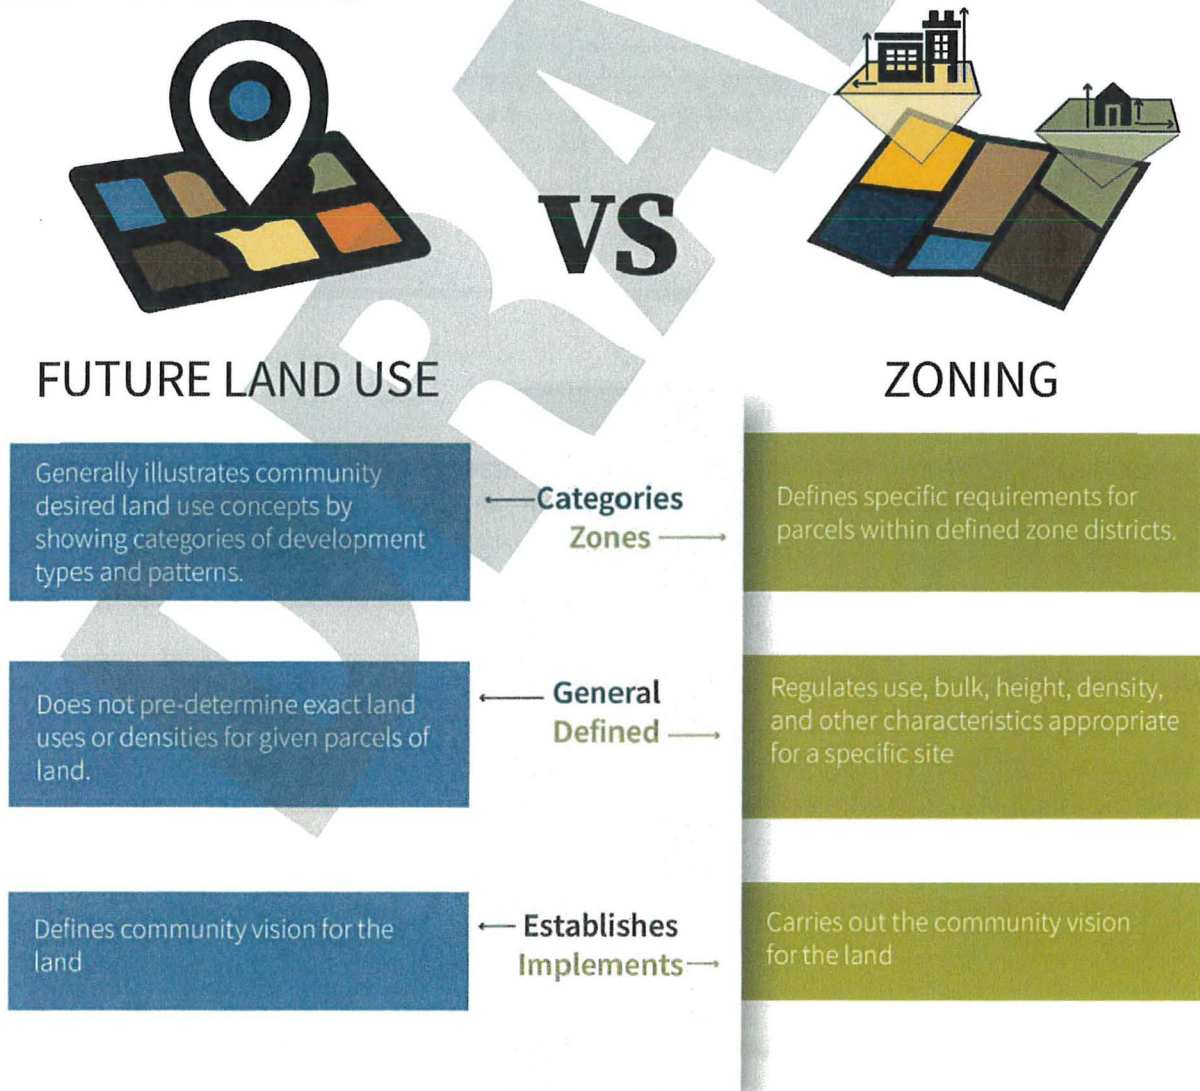 VS
FUTURE LAND USE
ZONING
Generally illustrates community
desired land use concepts by
showing categories of development
types and patterns.
Categories
Zones
Defines specific requirements for
parcels within defined zone districts.
Does not pre-determine exact land
uses or densities for given parcels of
land.
General
Defined
Regulates use, bulk, height, density,
and other characteristics appropriate
for a specific site
Defines community vision for the
land
Establishes
Implements
Carries out the community vision
for the land
DRA